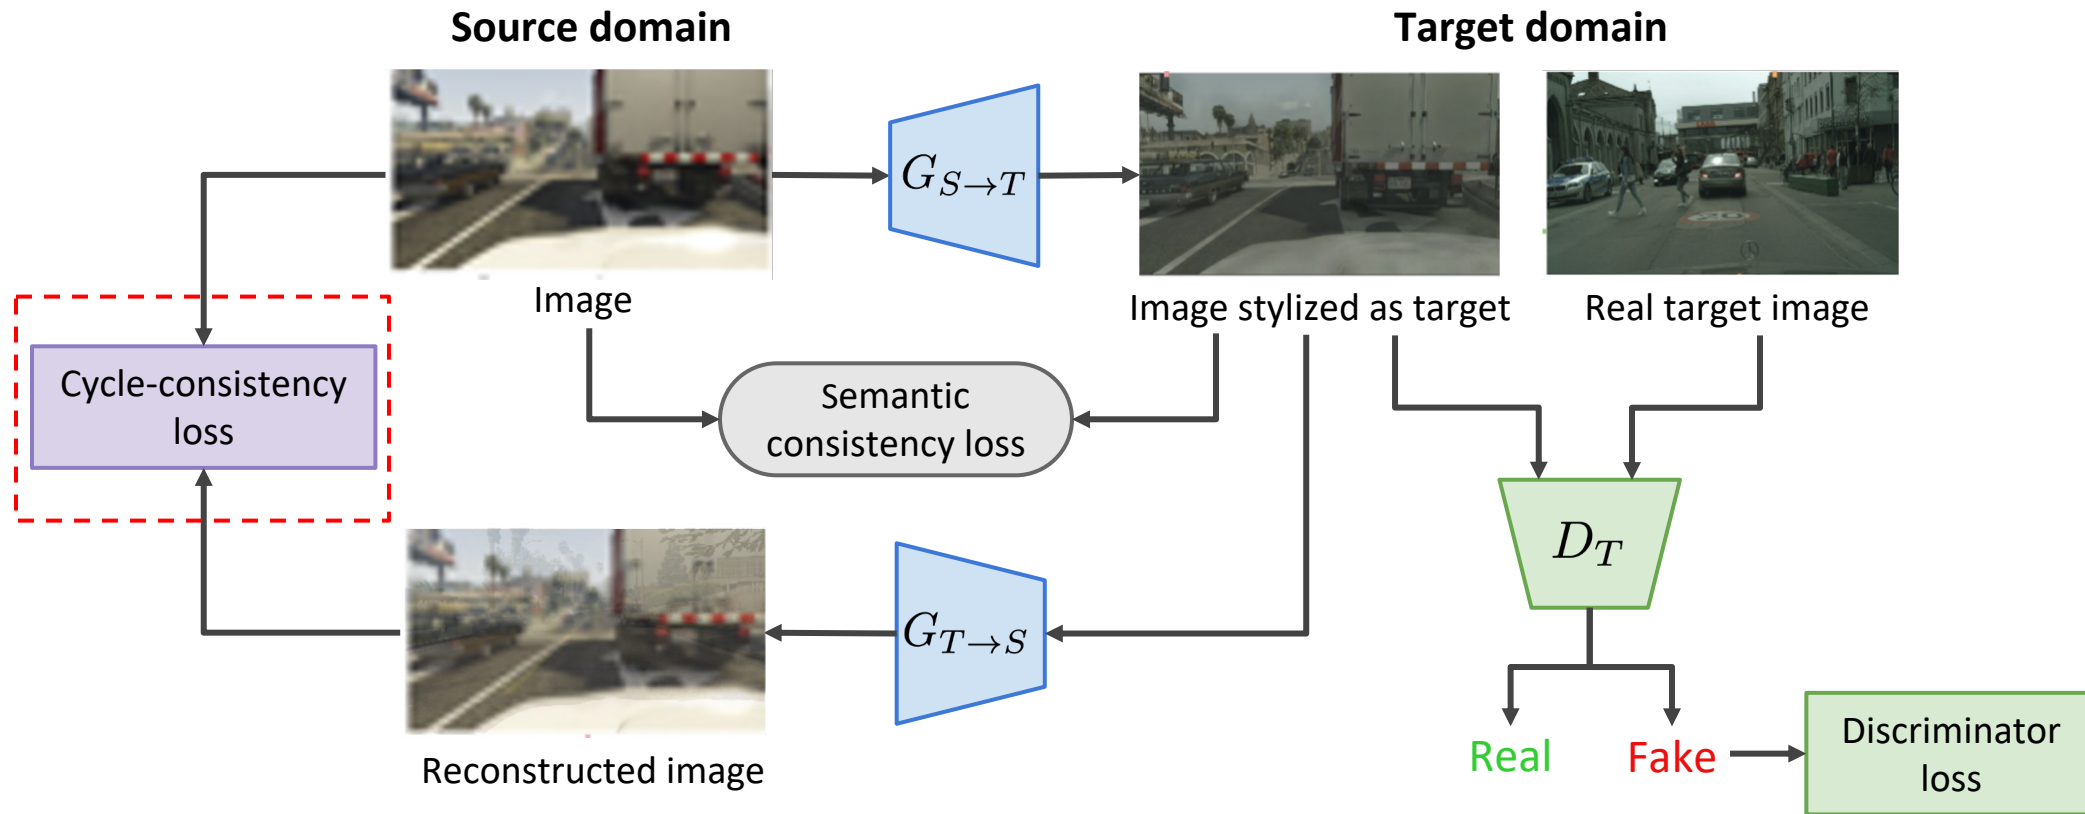 Source domain
Target domain
G_{S→T}
Image
Image stylized as target
Real target image
Cycle-consistency
loss
Semantic
consistency loss
D_T
G_{T→S}
Reconstructed image
Real
Fake
Discriminator
loss